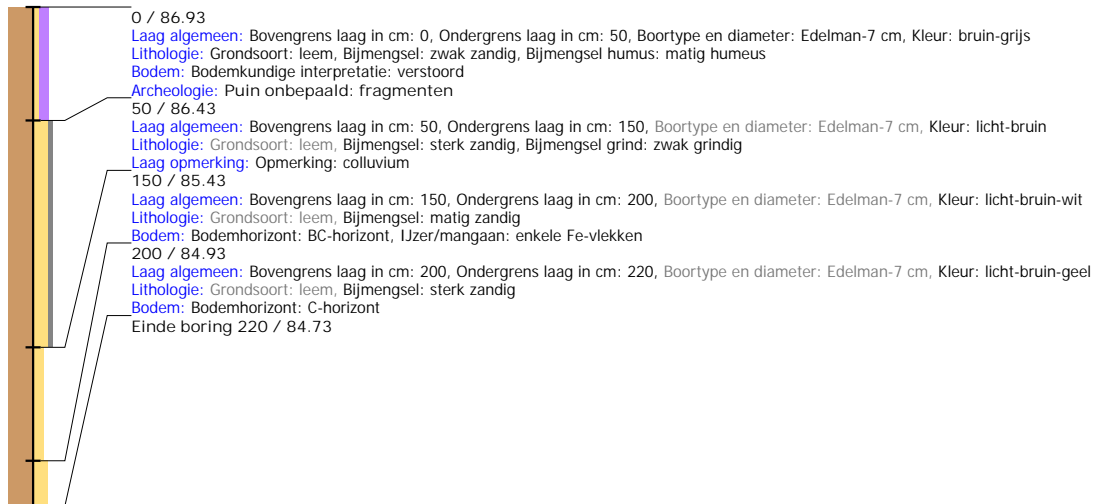 0 / 86.93
Laag algemeen: Bovengrens laag in cm: 0, Ondergrens laag in cm: 50, Boortype en diameter: Edelman-7 cm, Kleur: bruin-grijs
Lithologie: Grondsoort: leem, Bijmengsel: zwak zandig, Bijmengsel humus: matig humeus
Bodem: Bodemkundige interpretatie: verstoord
Archeologie: Puin onbepaald: fragmenten
50 / 86.43
Laag algemeen: Bovengrens laag in cm: 50, Ondergrens laag in cm: 150, Boortype en diameter: Edelman-7 cm, Kleur: licht-bruin
Lithologie: Grondsoort: leem, Bijmengsel: sterk zandig, Bijmengsel grind: zwak grindig
Laag opmerking: Opmerking: colluvium
150 / 85.43
Laag algemeen: Bovengrens laag in cm: 150, Ondergrens laag in cm: 200, Boortype en diameter: Edelman-7 cm, Kleur: licht-bruin-wit
Lithologie: Grondsoort: leem, Bijmengsel: matig zandig
Bodem: Bodemhorizont: BC-horizont, IJzer/mangaan: enkele Fe-vlekken
200 / 84.93
Laag algemeen: Bovengrens laag in cm: 200, Ondergrens laag in cm: 220, Boortype en diameter: Edelman-7 cm, Kleur: licht-bruin-geel
Lithologie: Grondsoort: leem, Bijmengsel: sterk zandig
Bodem: Bodemhorizont: C-horizont
Einde boring 220 / 84.73